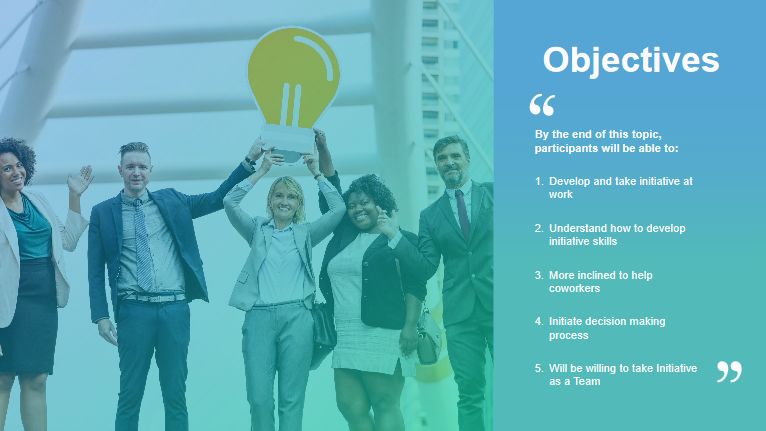 Objectives
“
By the end of this topic,
participants will be able to:
1. Develop and take initiative at
work
2. Understand how to develop
initiative skills
3. More inclined to help
coworkers
4. Initiate decision making
process
5. Will be willing to take Initiative
as a Team
”